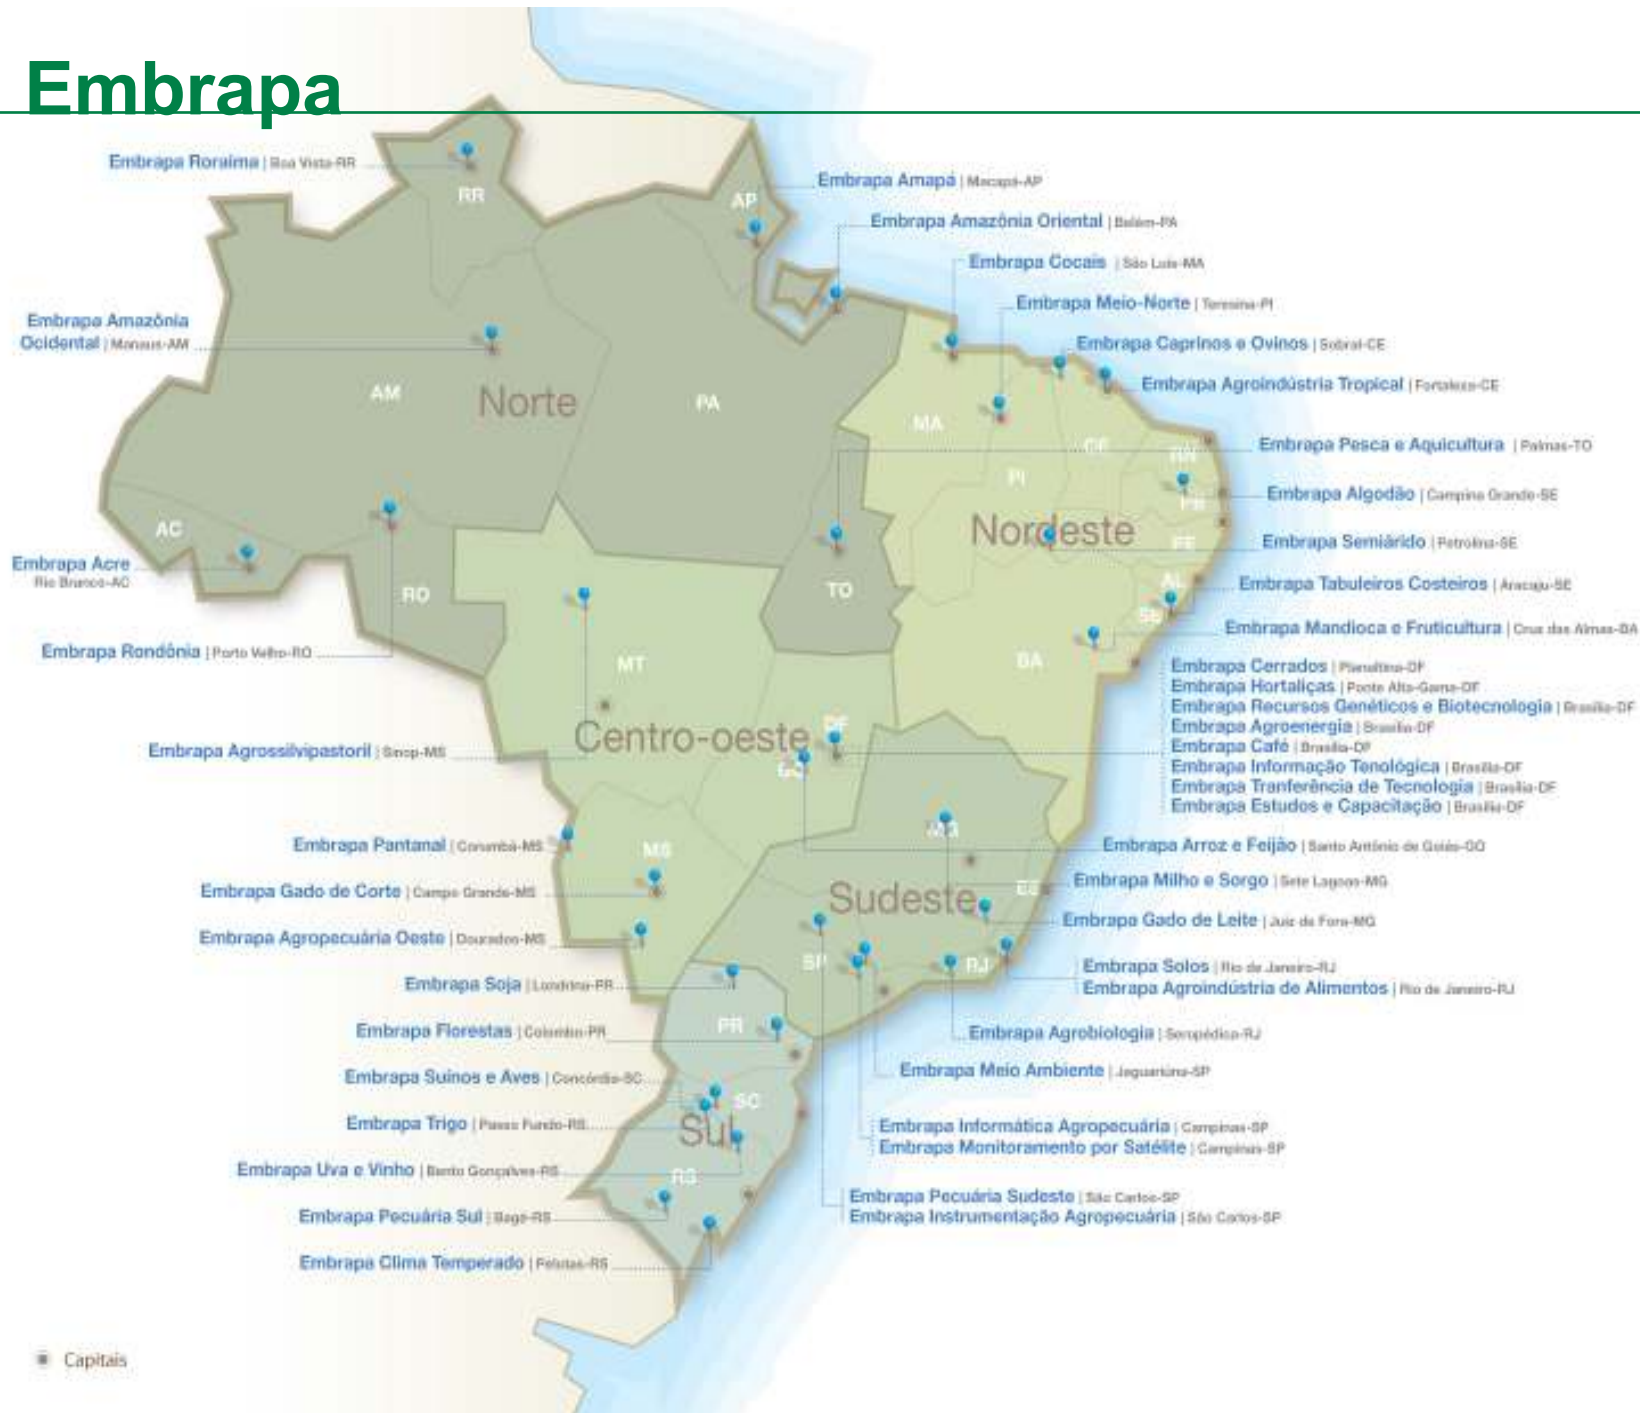 Embrapa
Embrapa Roraima | Boa Vista-RR
RR
AP
Embrapa Amapá | Macapá-AP
Embrapa Amazônia Oriental | Belém-PA
Embrapa Cocais | São Luís-MA
Embrapa Meio-Norte | Teresina-PI
Embrapa Amazônia
Ocidental | Manaus-AM
Embrapa Caprinos e Ovinos | Sobral-CE
Embrapa Agroindústria Tropical | Fortaleza-CE
AM
Norte
PA
MA
CE
RN
Embrapa Pesca e Aquicultura | Palmas-TO
PI
Embrapa Algodão | Campina Grande-SE
PB
AC
Nordeste
PE
Embrapa Semiárido | Petrolina-SE
Embrapa Acre
Rio Branco-AC
RO
TO
AL
Embrapa Tabuleiros Costeiros | Aracaju-SE
SE
Embrapa Mandioca e Fruticultura | Cruz das Almas-BA
Embrapa Rondônia | Porto Velho-RO
MT
BA
Embrapa Cerrados | Planaltina-DF
Embrapa Hortaliças | Ponte Alta-Gama-DF
Embrapa Recursos Genéticos e Biotecnologia | Brasília-DF
Embrapa Agroenergia | Brasília-DF
Embrapa Café | Brasília-DF
Embrapa Informação Tenológica | Brasília-DF
Embrapa Tranferência de Tecnologia | Brasília-DF
Embrapa Estudos e Capacitação | Brasília-DF
DF
Centro-oeste
GO
Embrapa Agrossilvipastoril | Sinop-MS
MG
Embrapa Pantanal | Corumbá-MS
MS
Embrapa Arroz e Feijão | Santo Antônio de Goiás-GO
Embrapa Gado de Corte | Campo Grande-MS
Sudeste
ES
Embrapa Milho e Sorgo | Sete Lagoas-MG
Embrapa Gado de Leite | Juiz de Fora-MG
Embrapa Agropecuária Oeste | Dourados-MS
SP
RJ
Embrapa Solos | Rio de Janeiro-RJ
Embrapa Agroindústria de Alimentos | Rio de Janeiro-RJ
Embrapa Soja | Londrina-PR
Embrapa Florestas | Colombo-PR
PR
Embrapa Agrobiologia | Seropédica-RJ
Embrapa Meio Ambiente | Jaguariúna-SP
Embrapa Suínos e Aves | Concórdia-SC
SC
Embrapa Trigo | Passo Fundo-RS
Sul
Embrapa Informática Agropecuária | Campinas-SP
Embrapa Monitoramento por Satélite | Campinas-SP
Embrapa Uva e Vinho | Bento Gonçalves-RS
RS
Embrapa Pecuária Sudeste | São Carlos-SP
Embrapa Instrumentação Agropecuária | São Carlos-SP
Embrapa Pecuária Sul | Bagé-RS
Embrapa Clima Temperado | Pelotas-RS
Capitais